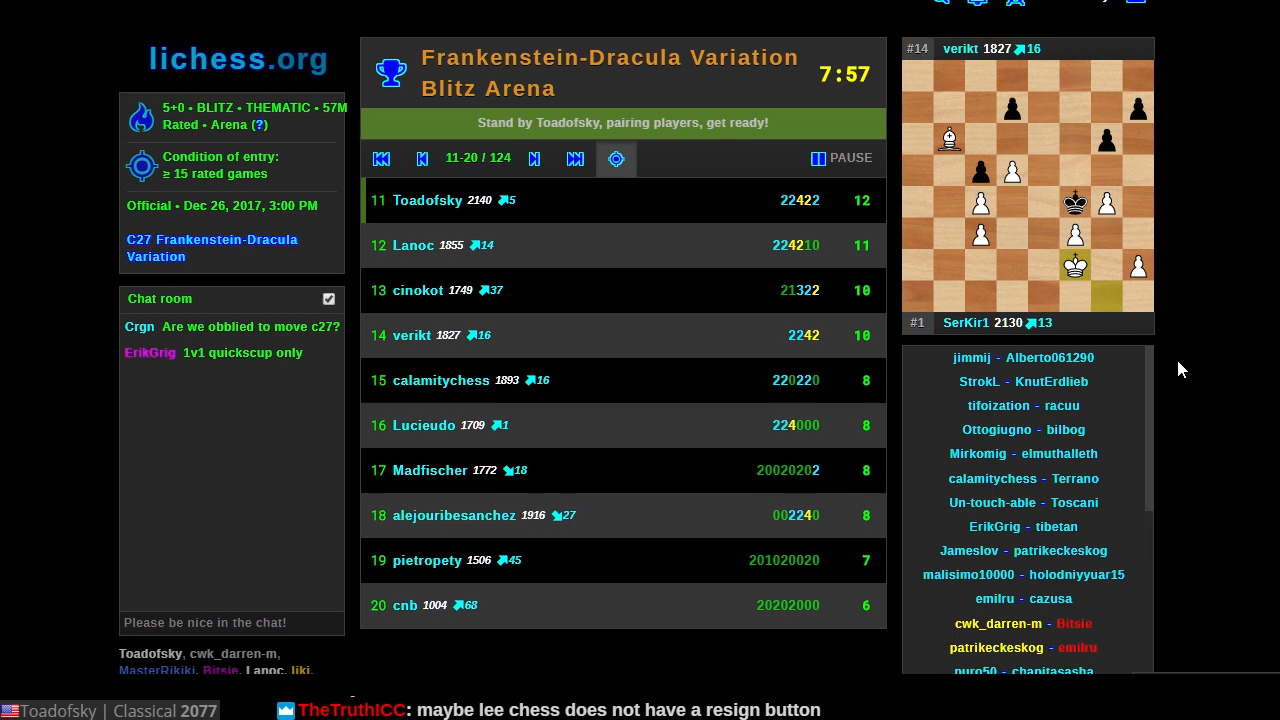 lichess.org
5+0 • BLITZ • THEMATIC • 57M
Rated • Arena (?)
Condition of entry:
≥ 15 rated games
Official • Dec 26, 2017, 3:00 PM
C27 Frankenstein-Dracula
Variation
Chat room
Crgn Are we obblied to move c27?
ErikGrig 1v1 quickscup only
Please be nice in the chat!
Toadofsky, cwk_darren-m,
MasterRikiki, Bitsie, Lanoc, liki,
Frankenstein-Dracula Variation
Blitz Arena
7:57
Stand by Toadofsky, pairing players, get ready!
11-20 / 124 PAUSE
11 Toadofsky 2140 5 22422 12
12 Lanoc 1855 14 224210 11
13 cinokot 1749 37 21322 10
14 verikt 1827 16 2242 10
15 calamitychess 1893 16 220220 8
16 Lucieudo 1709 1 224000 8
17 Madfischer 1772 18 20020202 8
18 alejouribesanchez 1916 27 002240 8
19 pietropety 1506 45 201020020 7
20 cnb 1004 68 20202000 6
#14 verikt 1827 16
#1 SerKir1 2130 13
jimmij - Alberto061290
StrokL - KnutErdlieb
tifoization - racuu
Ottogiugno - bilbog
Mirkomig - elmuthalleth
calamitychess - Terrano
Un-touch-able - Toscani
ErikGrig - tibetan
Jameslov - patrikeckeskog
malisimo10000 - holodniyyuar15
emilru - cazusa
cwk_darren-m - Bitsie
patrikeckeskog - emilru
puro50 - chapitasasha
Toadofsky | Classical 2077
TheTruthICC: maybe lee chess does not have a resign button